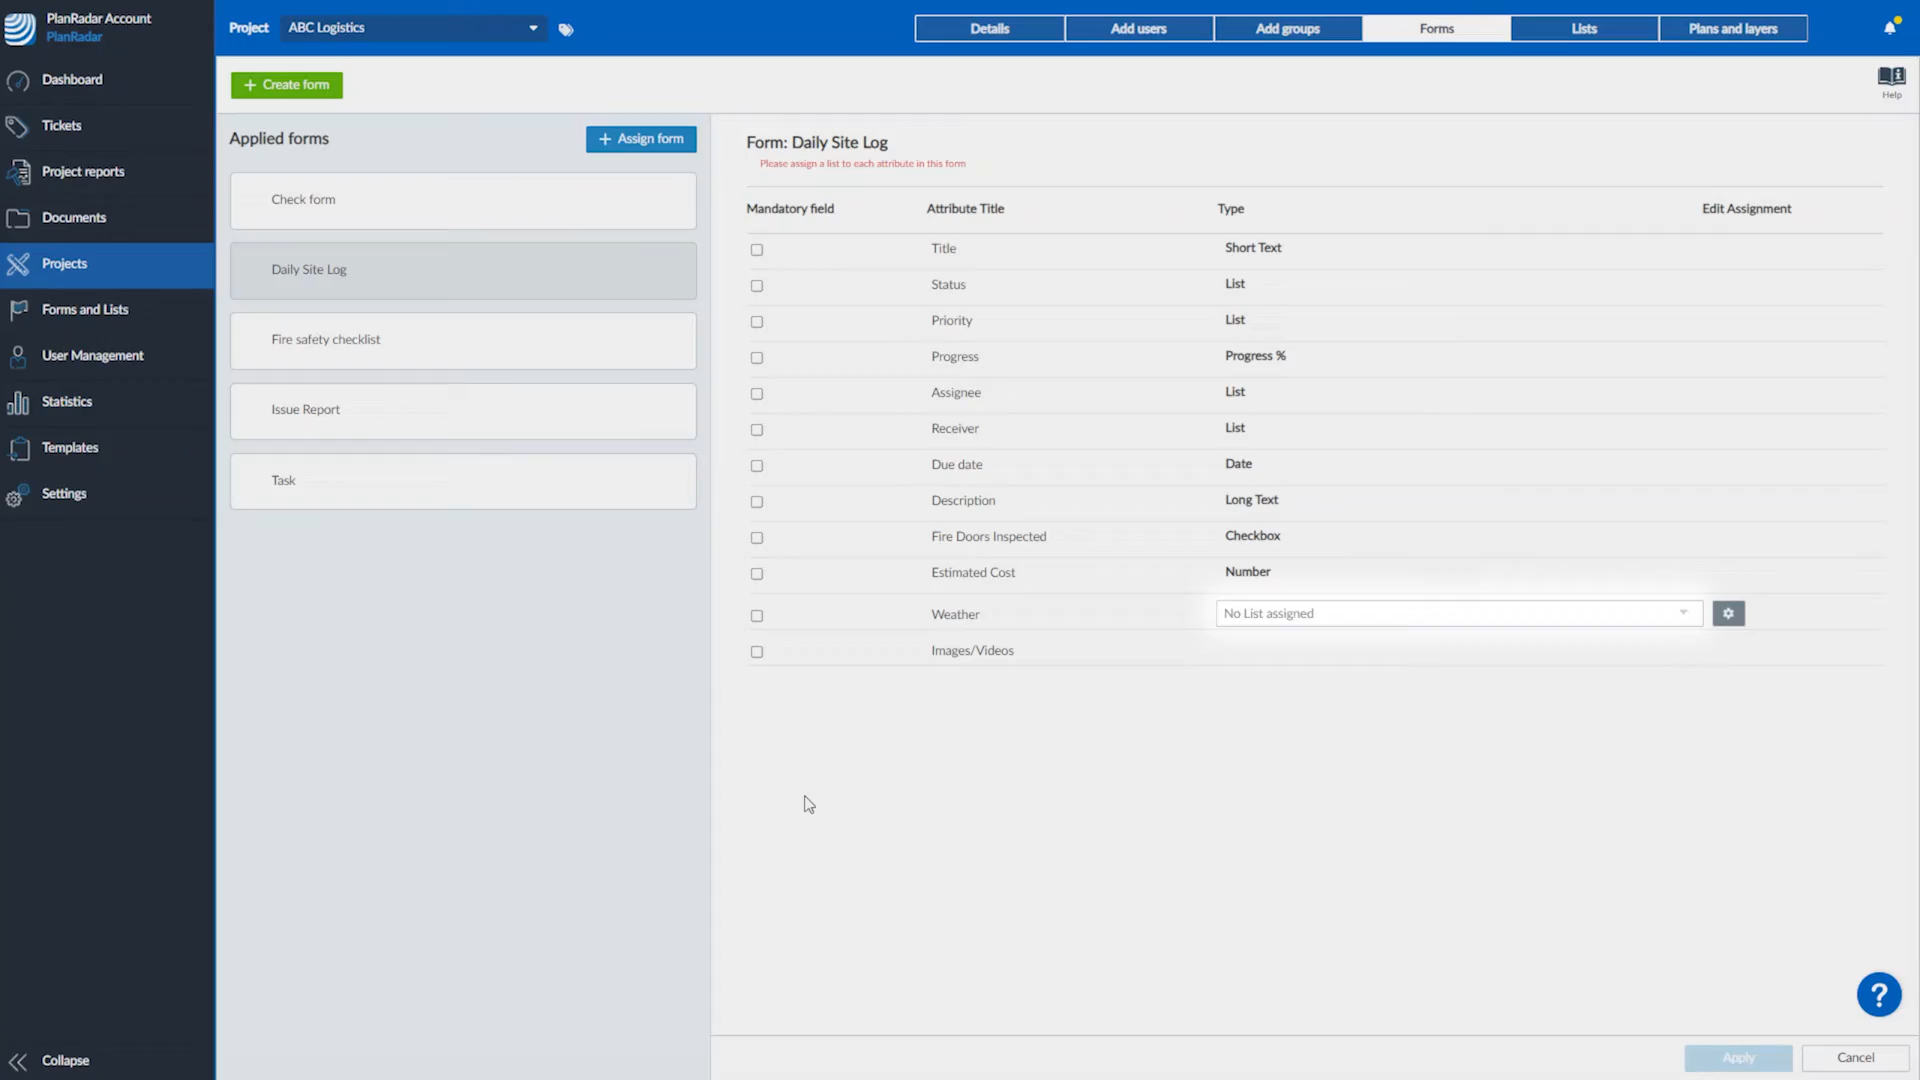 PlanRadar Account
PlanRadar
Project
ABC Logistics
Details
Add users
Add groups
Forms
Lists
Plans and layers
Dashboard
Tickets
Project reports
Documents
Projects
Forms and Lists
User Management
Statistics
Templates
Settings
Collapse
+ Create form
Help
Applied forms
+ Assign form
Check form
Daily Site Log
Fire safety checklist
Issue Report
Task
Form: Daily Site Log
Please assign a list to each attribute in this form
Mandatory field Attribute Title Type Edit Assignment
Title Short Text
Status List
Priority List
Progress Progress %
Assignee List
Receiver List
Due date Date
Description Long Text
Fire Doors Inspected Checkbox
Estimated Cost Number
Weather No List assigned
Images/Videos
?
Apply Cancel